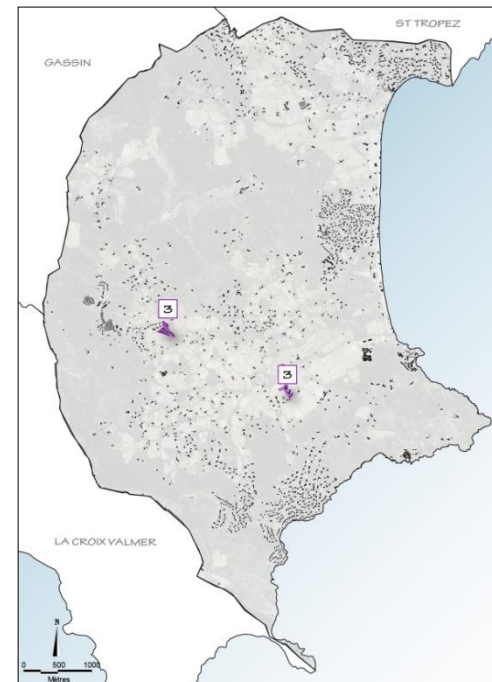 ST TROPEZ
GASSIN
3
3
LA CROIX VALMER
N
0 500 1000
Mètres